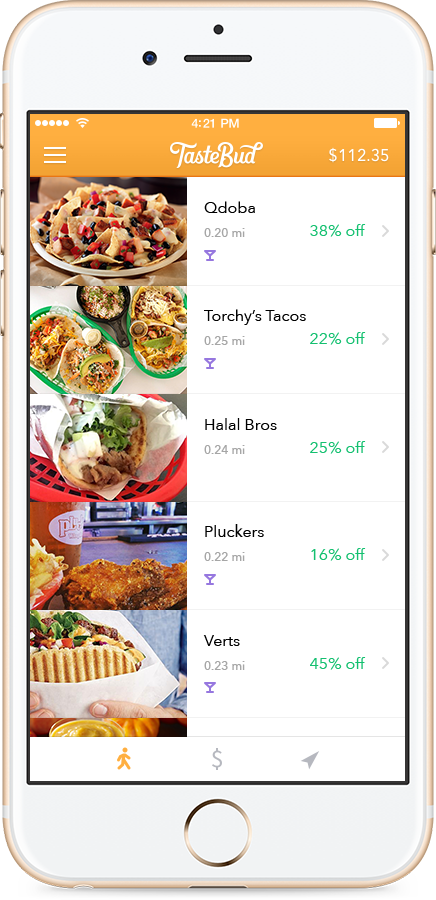 4:21 PM
TasteBud
$112.35
Qdoba
0.20 mi
38% off
Torchy’s Tacos
0.25 mi
22% off
Halal Bros
0.24 mi
25% off
Pluckers
0.22 mi
16% off
Verts
0.23 mi
45% off
$